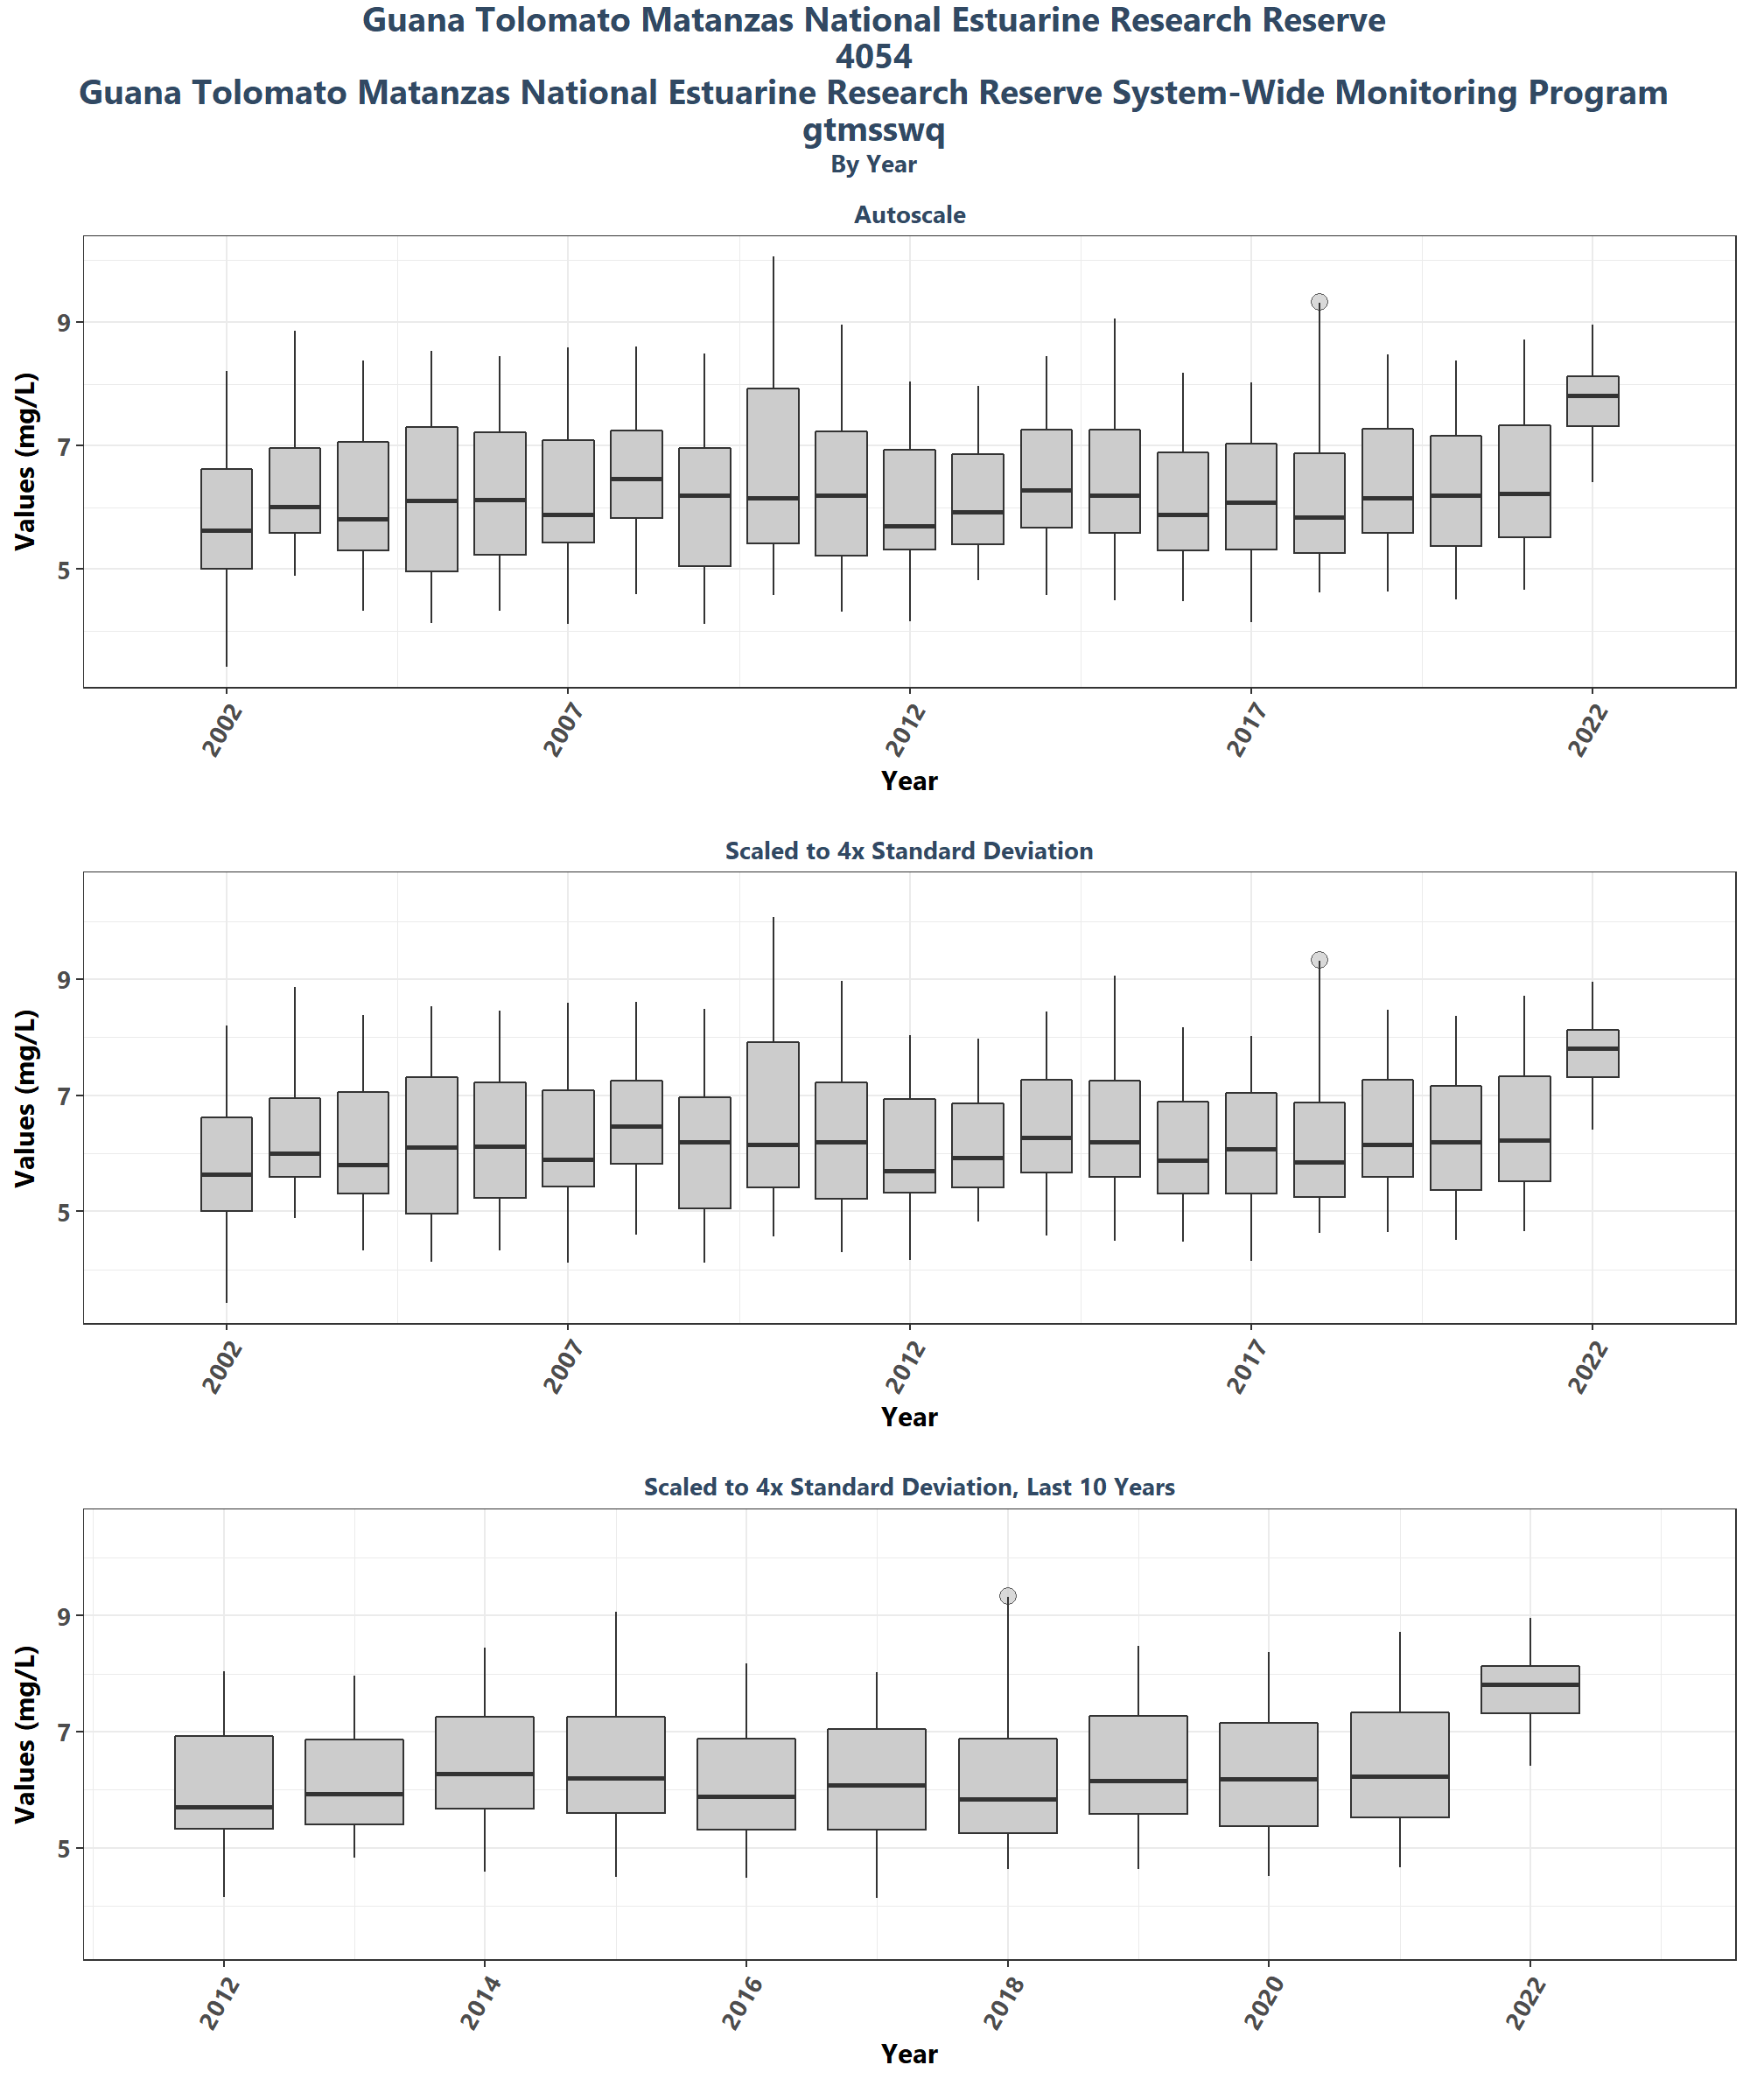 Guana Tolomato Matanzas National Estuarine Research Reserve
4054
Guana Tolomato Matanzas National Estuarine Research Reserve System-Wide Monitoring Program
gtmsswq
By Year
Autoscale
Values (mg/L)
9
7
5
2002 2007 2012 2017 2022
Year
Scaled to 4x Standard Deviation
Values (mg/L)
9
7
5
2002 2007 2012 2017 2022
Year
Scaled to 4x Standard Deviation, Last 10 Years
Values (mg/L)
9
7
5
2012 2014 2016 2018 2020 2022
Year